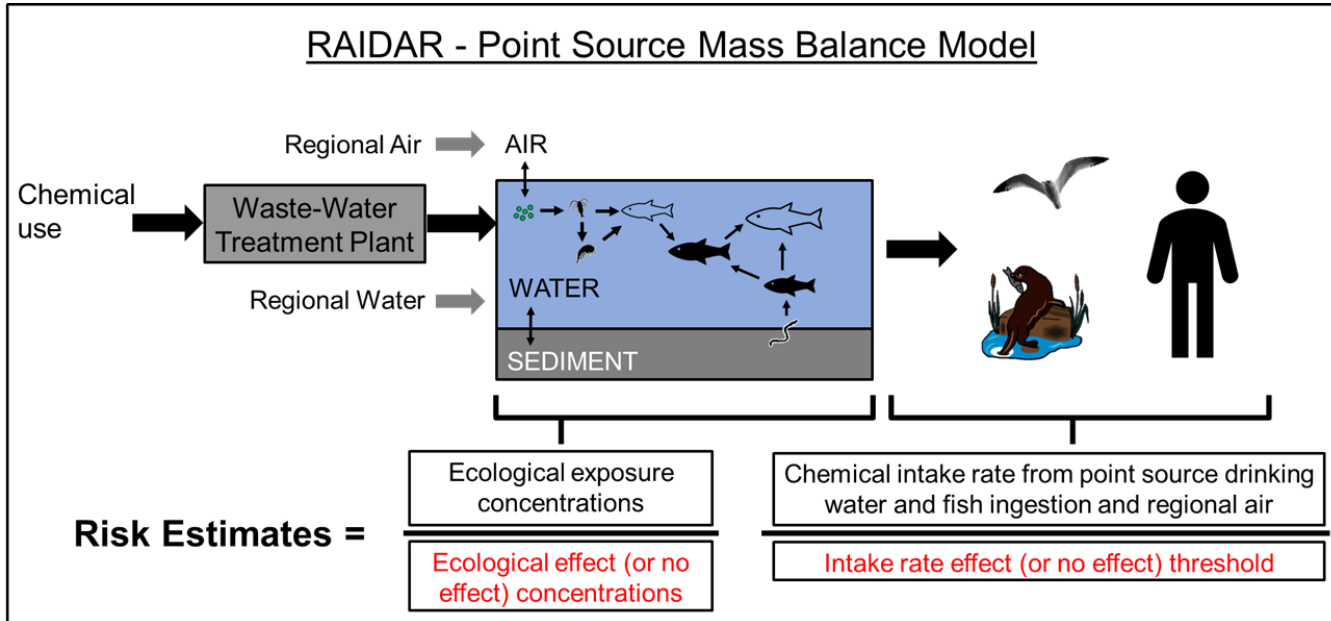 RAIDAR - Point Source Mass Balance Model
Regional Air
AIR
Chemical
use
Waste-Water
Treatment Plant
Regional Water
WATER
SEDIMENT
Risk Estimates =
Ecological exposure
concentrations
Ecological effect (or no
effect) concentrations
Chemical intake rate from point source drinking
water and fish ingestion and regional air
Intake rate effect (or no effect) threshold